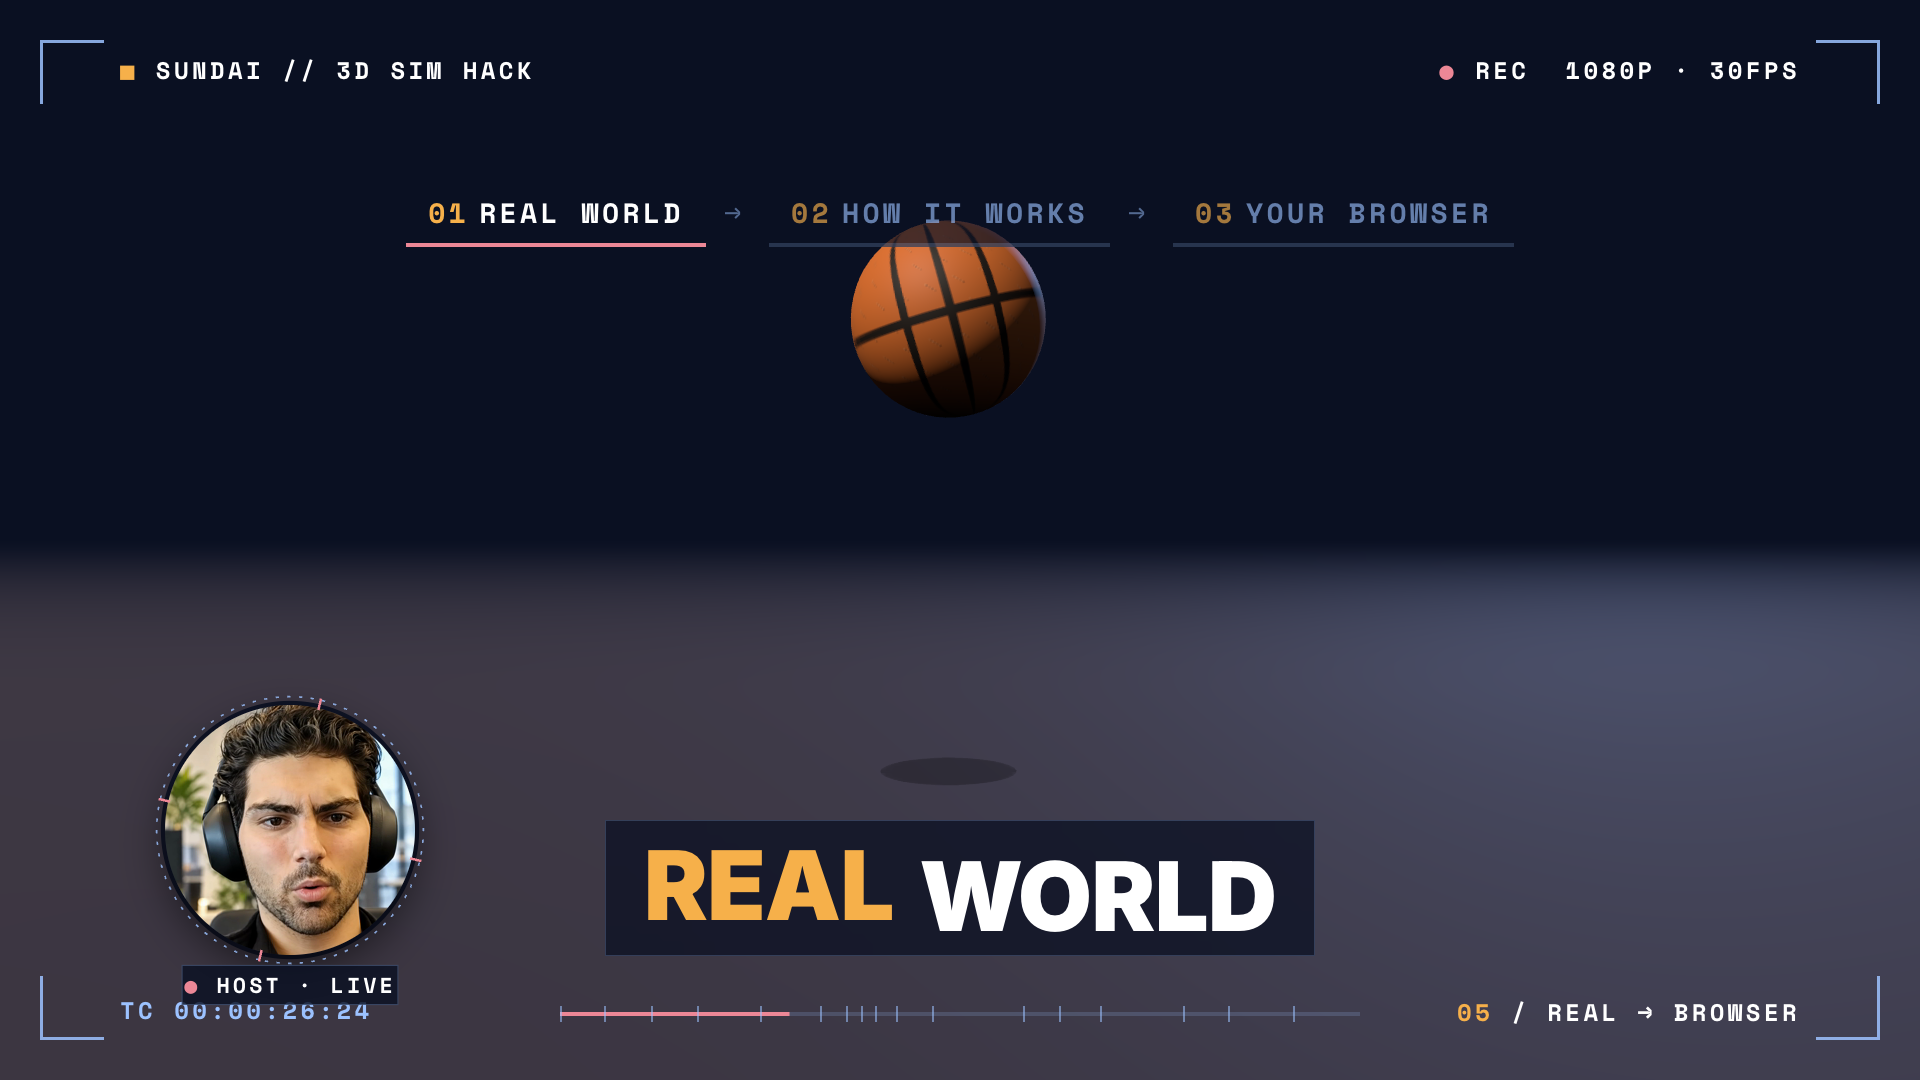 SUNDAI // 3D SIM HACK
REC 1080P · 30FPS
01 REAL WORLD → 02 HOW IT WORKS → 03 YOUR BROWSER
REAL WORLD
HOST · LIVE
TC 00:00:26:24
05 / REAL → BROWSER